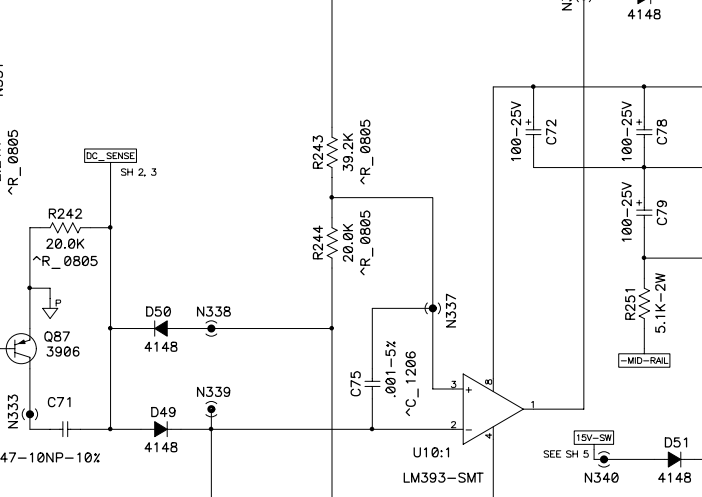 4148
R243
39.2K
^R_0805
100-25V
+
C72
100-25V
+
C78
^R_0805
DC_SENSE
SH 2, 3
R242
20.0K
^R_0805
R244
20.0K
^R_0805
100-25V
+
C79
P
R251
5.1K-2W
-MID-RAIL
D50
4148
N338
N337
Q87
3906
C75
.001-5%
^C_1206
N333
C71
D49
4148
N339
3
+
8
2
-
4
1
U10:1
LM393-SMT
15V-SW
SEE SH 5
N340
D51
4148
47-10NP-10%